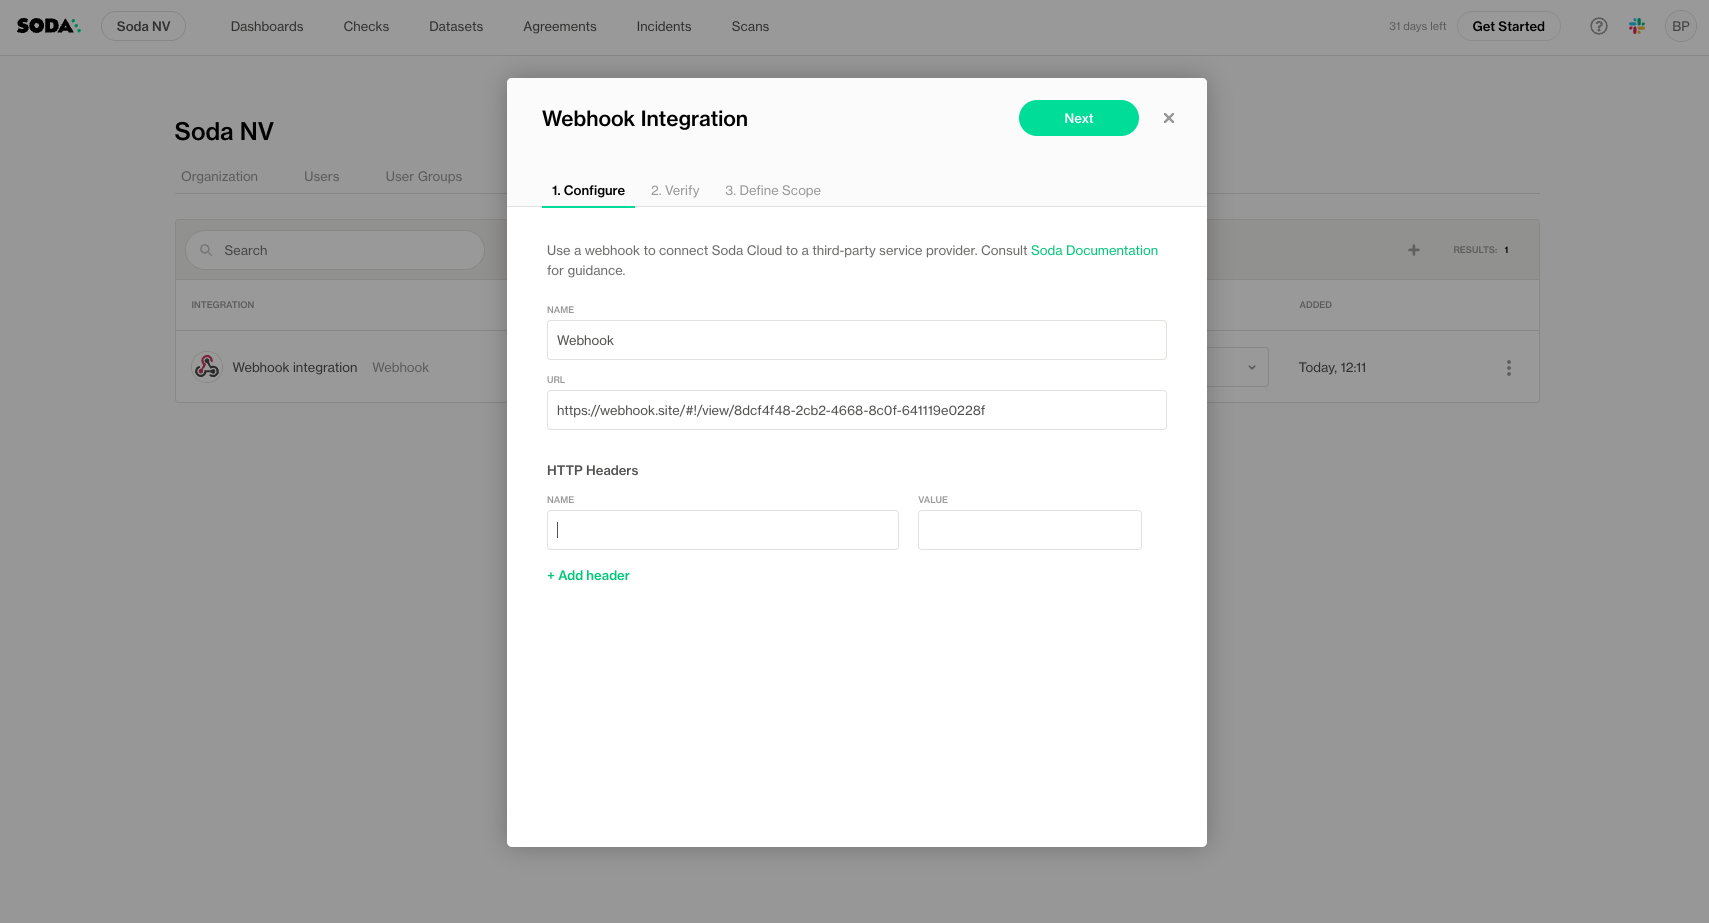 SODA Soda NV Dashboards Checks Datasets Agreements Incidents Scans 31 days left Get Started BP
Webhook Integration Next
Soda NV
Organization Users User Groups
1. Configure 2. Verify 3. Define Scope
Search
RESULTS: 1
Use a webhook to connect Soda Cloud to a third-party service provider. Consult Soda Documentation
for guidance.
INTEGRATION ADDED
NAME
Webhook
Webhook integration Webhook Today, 12:11
URL
https://webhook.site/#!/view/8dcf4f48-2cb2-4668-8c0f-641119e0228f
HTTP Headers
NAME VALUE
+ Add header